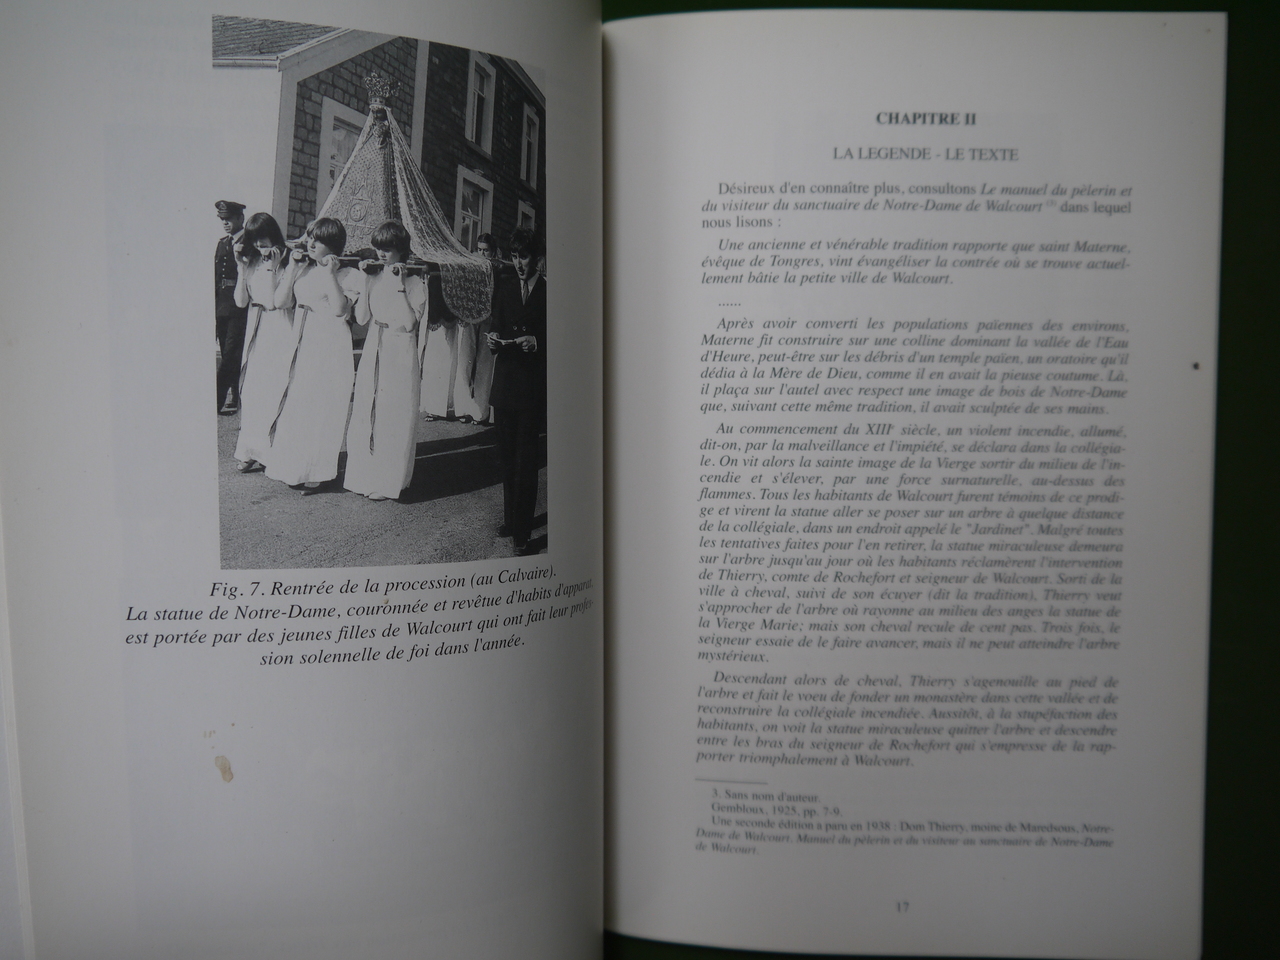 Fig. 7. Rentrée de la procession (au Calvaire).
La statue de Notre-Dame, couronnée et revêtue d'habits d'apparat,
est portée par des jeunes filles de Walcourt qui ont fait leur profes-
sion solennelle de foi dans l'année.
CHAPITRE II
LA LEGENDE - LE TEXTE
Désireux d'en connaître plus, consultons Le manuel du pèlerin et
du visiteur du sanctuaire de Notre-Dame de Walcourt (3) dans lequel
nous lisons :
Une ancienne et vénérable tradition rapporte que saint Materne,
évêque de Tongres, vint évangéliser la contrée où se trouve actuel-
lement bâtie la petite ville de Walcourt.
......
Après avoir converti les populations païennes des environs,
Materne fit construire sur une colline dominant la vallée de l'Eau
d'Heure, peut-être sur les débris d'un temple païen, un oratoire qu'il
dédia à la Mère de Dieu, comme il en avait la pieuse coutume. Là,
il plaça sur l'autel avec respect une image de bois de Notre-Dame
que, suivant cette même tradition, il avait sculptée de ses mains.
Au commencement du XIIIe siècle, un violent incendie, allumé,
dit-on, par la malveillance et l'impiété, se déclara dans la collégia-
le. On vit alors la sainte image de la Vierge sortir du milieu de l'in-
cendie et s'élever, par une force surnaturelle, au-dessus des
flammes. Tous les habitants de Walcourt furent témoins de ce prodi-
ge et virent la statue aller se poser sur un arbre à quelque distance
de la collégiale, dans un endroit appelé le "Jardinet". Malgré toutes
les tentatives faites pour l'en retirer, la statue miraculeuse demeura
sur l'arbre jusqu'au jour où les habitants réclamèrent l'intervention
de Thierry, comte de Rochefort et seigneur de Walcourt. Sorti de la
ville à cheval, suivi de son écuyer (dit la tradition), Thierry veut
s'approcher de l'arbre où rayonne au milieu des anges la statue de
la Vierge Marie; mais son cheval recule de cent pas. Trois fois, le
seigneur essaie de le faire avancer, mais il ne peut atteindre l'arbre
mystérieux.
Descendant alors de cheval, Thierry s'agenouille au pied de
l'arbre et fait le voeu de fonder un monastère dans cette vallée et de
reconstruire la collégiale incendiée. Aussitôt, à la stupéfaction des
habitants, on voit la statue miraculeuse quitter l'arbre et descendre
entre les bras du seigneur de Rochefort qui s'empresse de la rap-
porter triomphalement à Walcourt.
3. Sans nom d'auteur.
Gembloux, 1925, pp. 7-9.
Une seconde édition a paru en 1938 : Dom Thierry, moine de Maredsous, Notre-
Dame de Walcourt. Manuel du pèlerin et du visiteur au sanctuaire de Notre-Dame
de Walcourt.
17